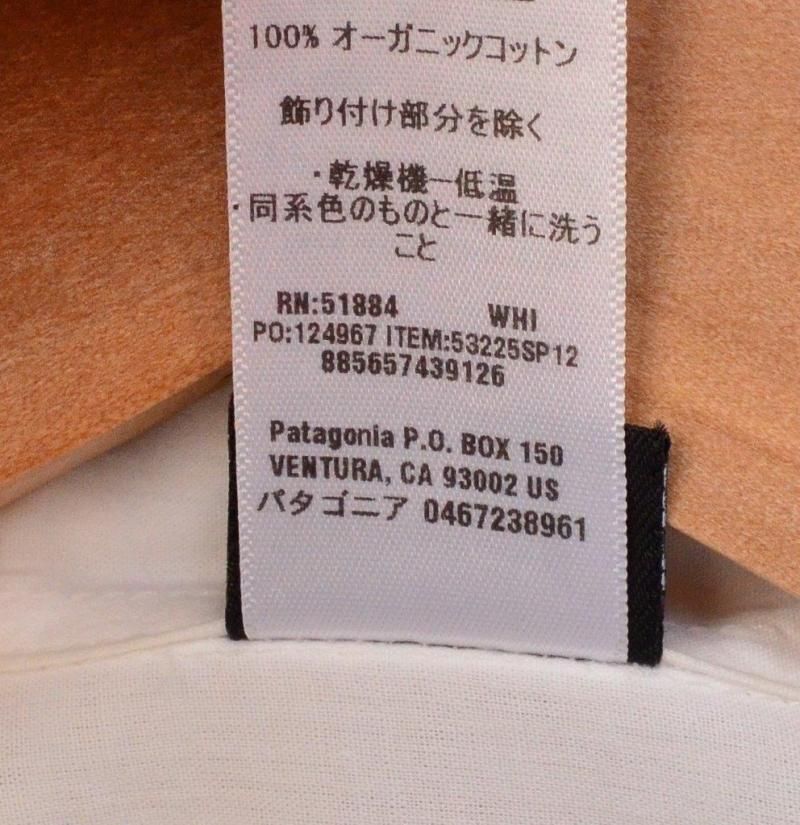 100% オーガニックコットン
飾り付け部分を除く
・乾燥機ー低温
・同系色のものと一緒に洗う
こと
RN:51884 WHI
PO:124967 ITEM:53225SP12
885657439126
Patagonia P.O. BOX 150
VENTURA, CA 93002 US
パタゴニア 0467238961